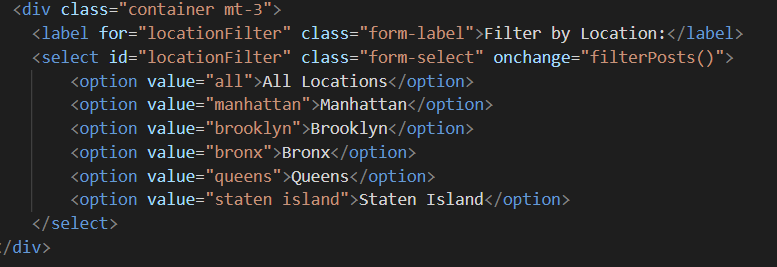 <div class="container mt-3">
<label for="locationFilter" class="form-label">Filter by Location:</label>
<select id="locationFilter" class="form-select" onchange="filterPosts()">
<option value="all">All Locations</option>
<option value="manhattan">Manhattan</option>
<option value="brooklyn">Brooklyn</option>
<option value="bronx">Bronx</option>
<option value="queens">Queens</option>
<option value="staten island">Staten Island</option>
</select>
</div>